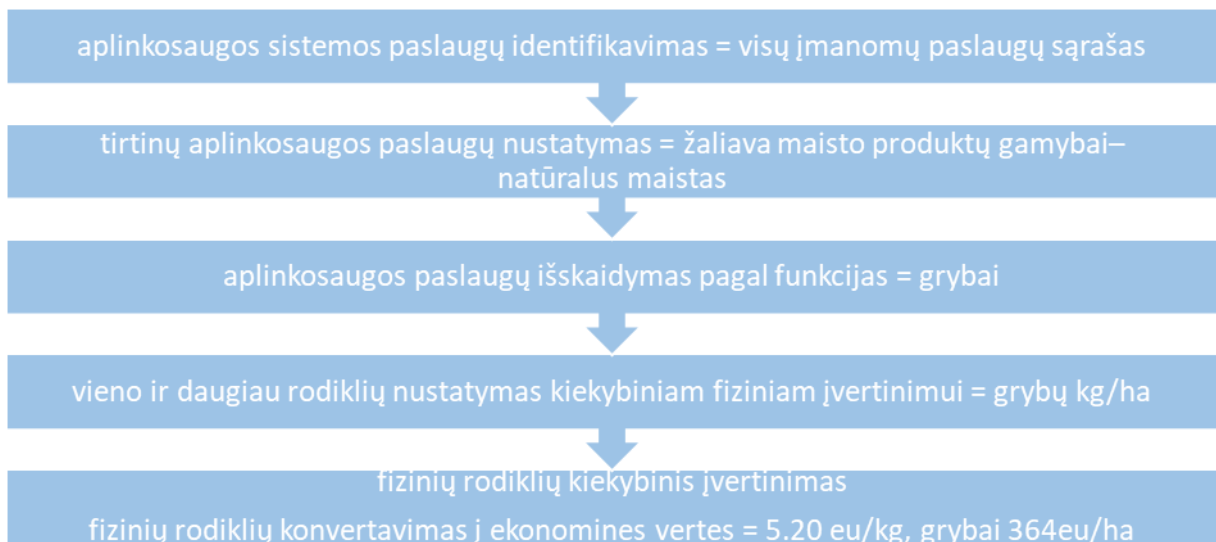 aplinkosaugos sistemos paslaugų identifikavimas = visų įmanomų paslaugų sąrašas
tirtinų aplinkosaugos paslaugų nustatymas = žaliava maisto produktų gamybai–
natūralus maistas
aplinkosaugos paslaugų išskaidymas pagal funkcijas = grybai
vieno ir daugiau rodiklių nustatymas kiekybiniam fiziniam įvertinimui = grybų kg/ha
fizinių rodiklių kiekybinis įvertinimas
fizinių rodiklių konvertavimas į ekonomines vertes = 5.20 eu/kg, grybai 364eu/ha